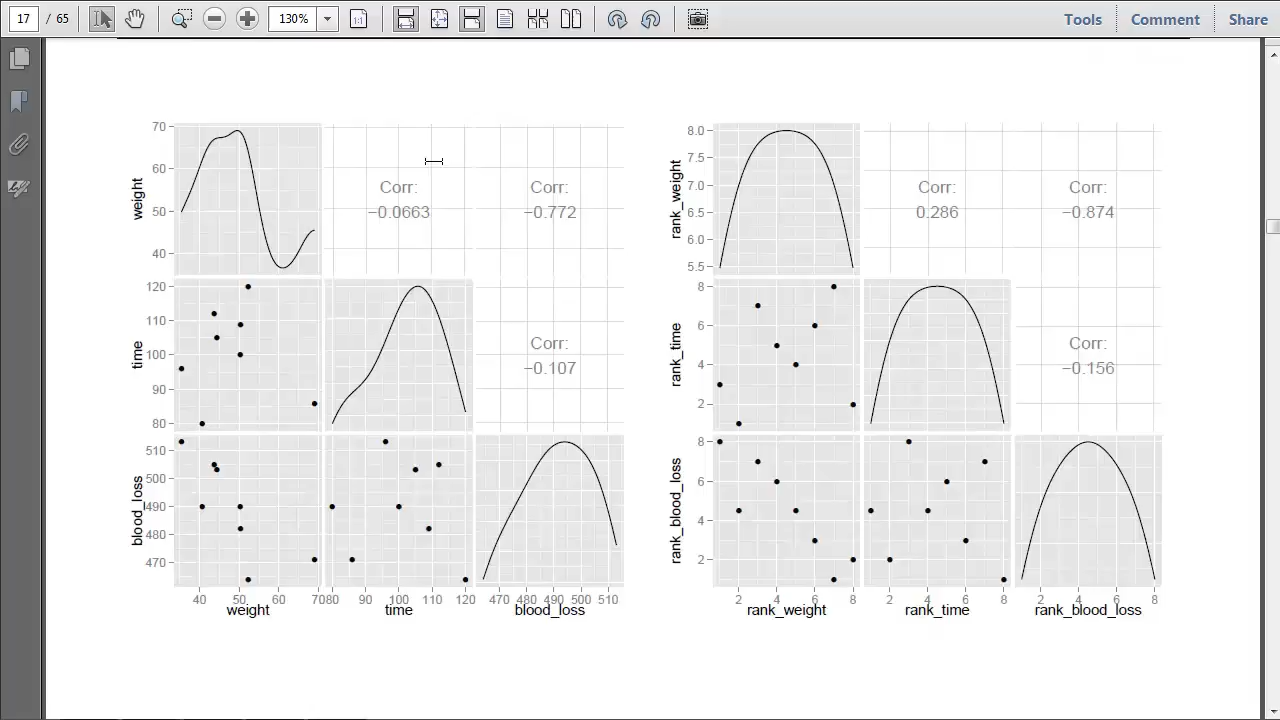 17 / 65
130%
1:1
Tools
Comment
Share
70
60
50
40
weight
Corr:
−0.0663
Corr:
−0.772
120
110
100
90
80
time
Corr:
−0.107
510
500
490
480
470
blood_loss
40 50 60 70
80 90 100 110 120
470 480 490 500 510
weight
time
blood_loss
8.0
7.5
7.0
6.5
6.0
5.5
rank_weight
Corr:
0.286
Corr:
−0.874
8
6
4
2
rank_time
Corr:
−0.156
8
6
4
2
rank_blood_loss
2 4 6 8
2 4 6 8
2 4 6 8
rank_weight
rank_time
rank_blood_loss